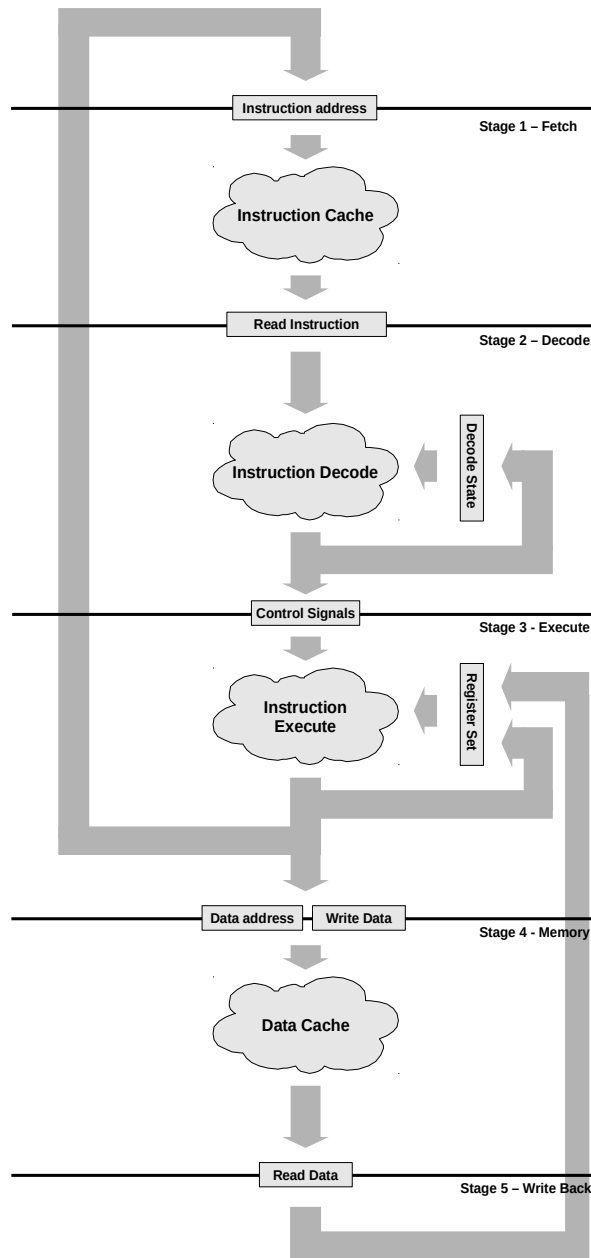 Instruction address
Stage 1 – Fetch
Instruction Cache
Read Instruction
Stage 2 – Decode
Instruction Decode
Decode State
Control Signals
Stage 3 - Execute
Instruction
Execute
Register Set
Data address
Write Data
Stage 4 - Memory
Data Cache
Read Data
Stage 5 – Write Back